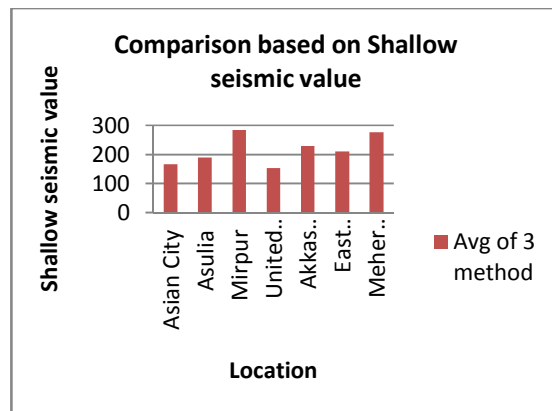 Comparison based on Shallow
seismic value
Shallow seismic value
300
200
100
0
Asian City
Asulia
Mirpur
United..
Akkas..
East..
Meher..
Location
Avg of 3
method